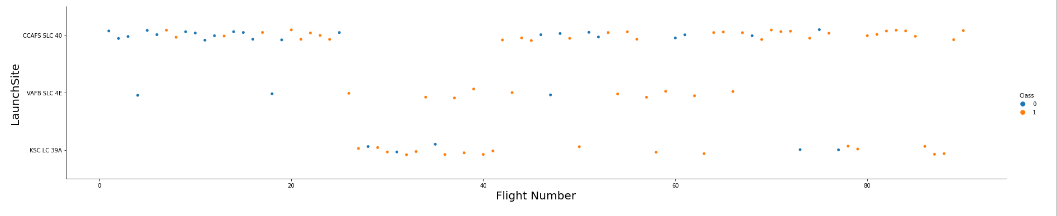 CCAFS SLC 40
VAFB SLC 4E
KSC LC 39A
LaunchSite
0
20
40
60
80
Flight Number
Class
0
1